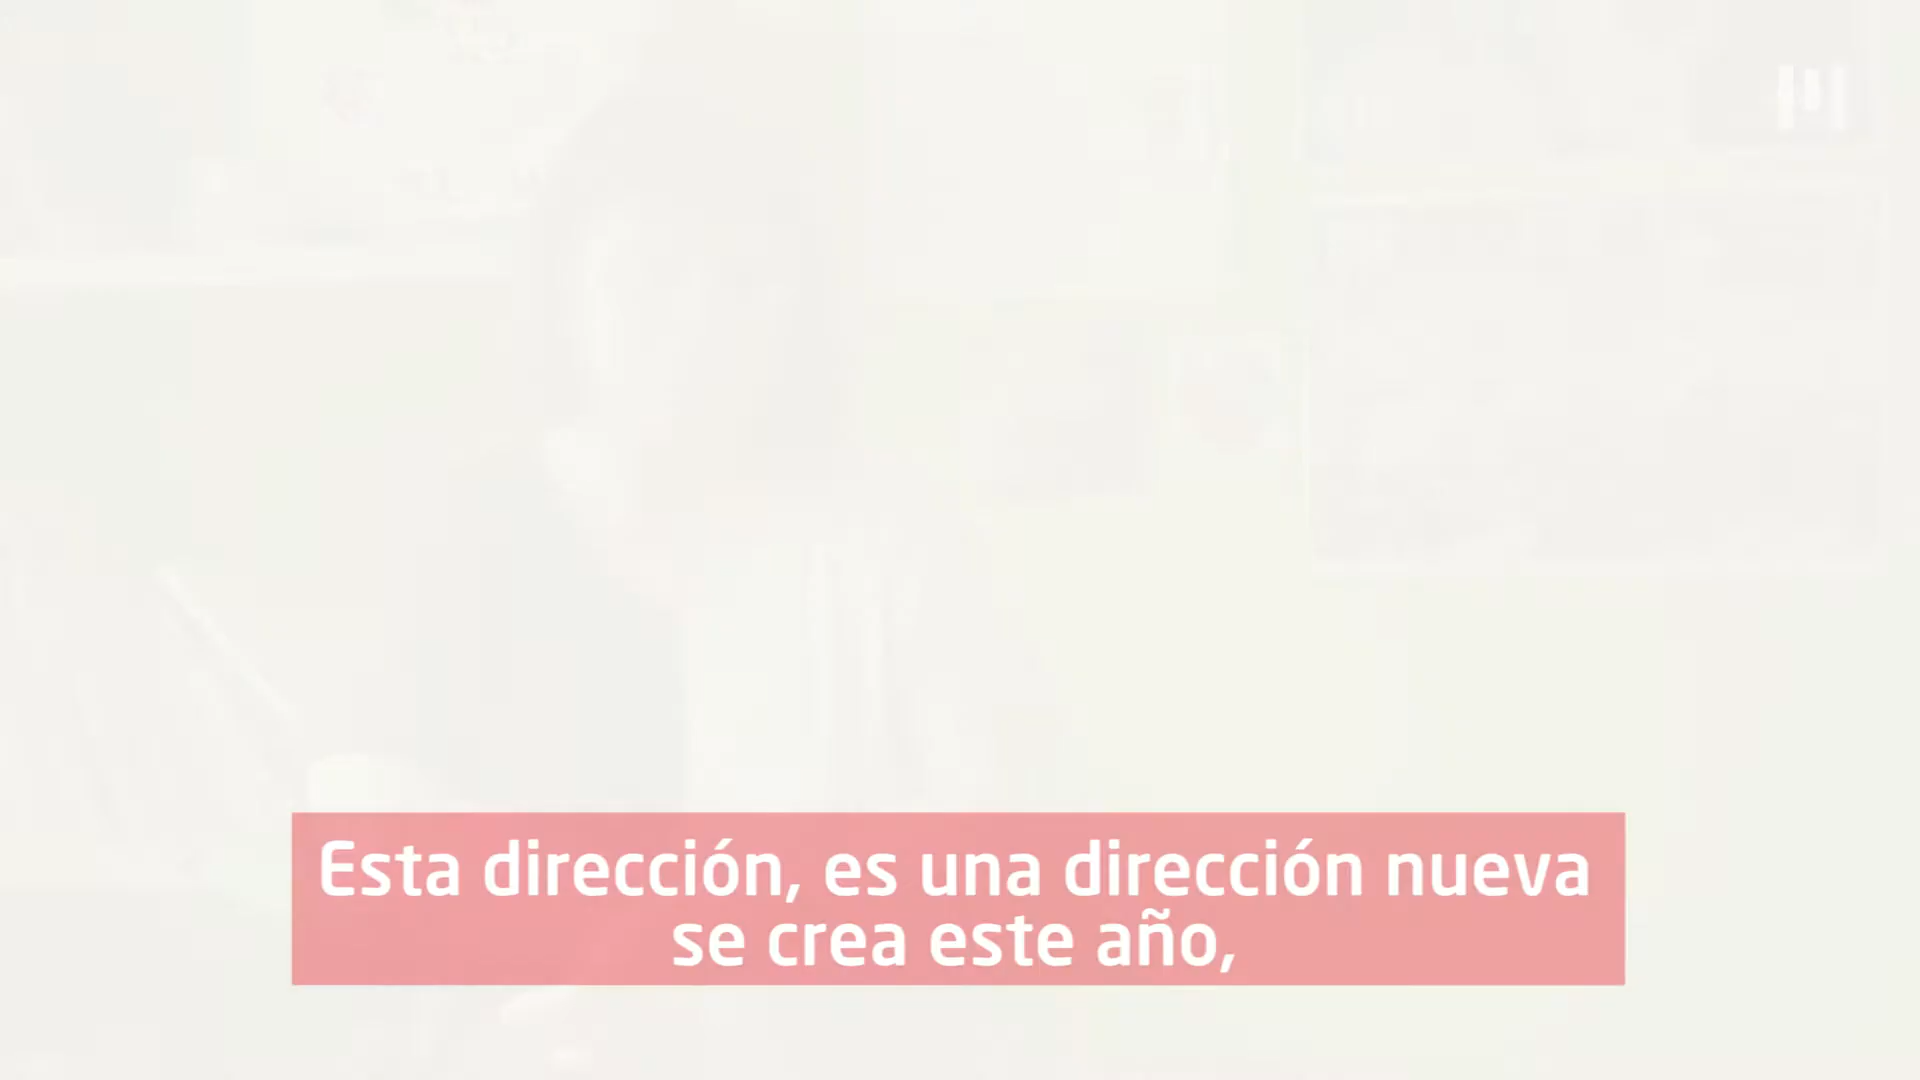 Esta dirección, es una dirección nueva
se crea este año,